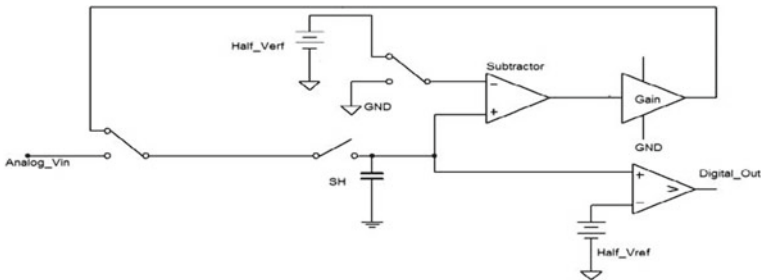 Half_Verf
Subtractor
−
+
Gain
GND
GND
Analog_Vin
SH
+
−
>
Digital_Out
Half_Vref